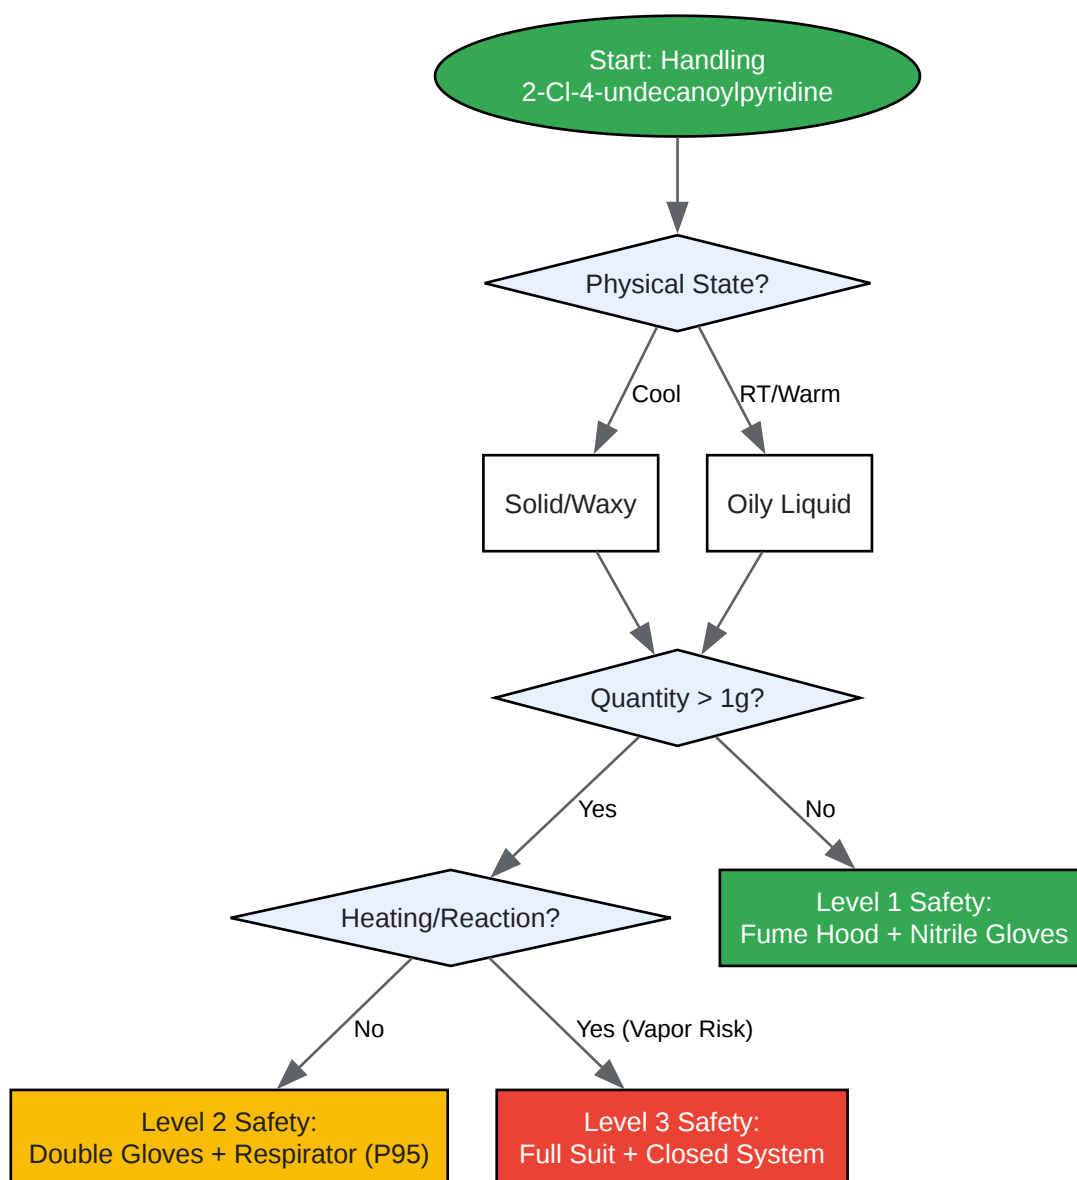 Start: Handling
2-Cl-4-undecanoylpyridine
Physical State?
Cool
RT/Warm
Solid/Waxy
Oily Liquid
Quantity > 1g?
Yes
No
Heating/Reaction?
Level 1 Safety:
Fume Hood + Nitrile Gloves
No
Yes (Vapor Risk)
Level 2 Safety:
Double Gloves + Respirator (P95)
Level 3 Safety:
Full Suit + Closed System